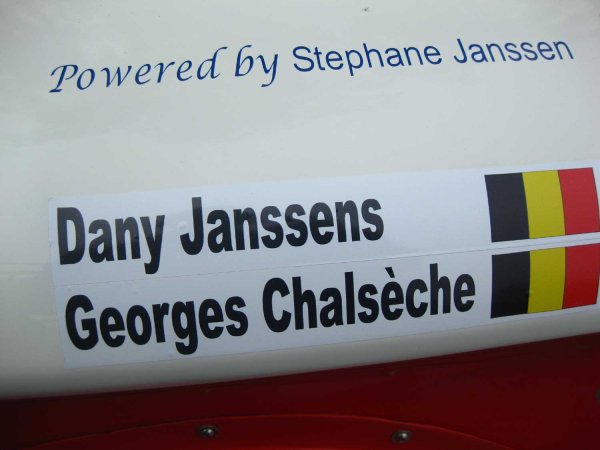 Powered by Stephane Janssen
Dany Janssens
Georges Chalsèche